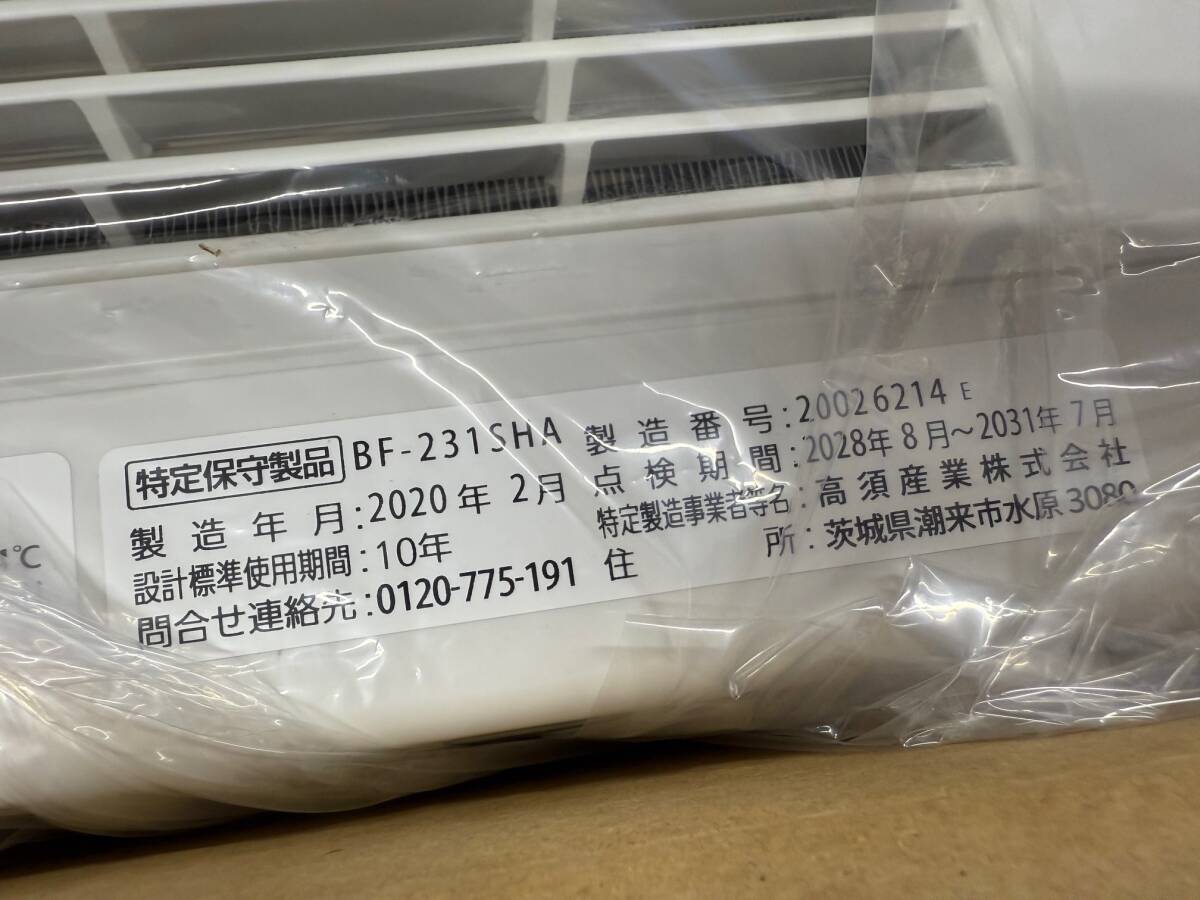 特定保守製品 BF-231SHA 製造番号:20026214 E
製造年月:2020年 2月 点検期間:2028年 8月～2031年 7月
設計標準使用期間:10年 特定製造事業者等名:高須産業株式会社
問合せ連絡先:0120-775-191 住所:茨城県潮来市水原3080
℃